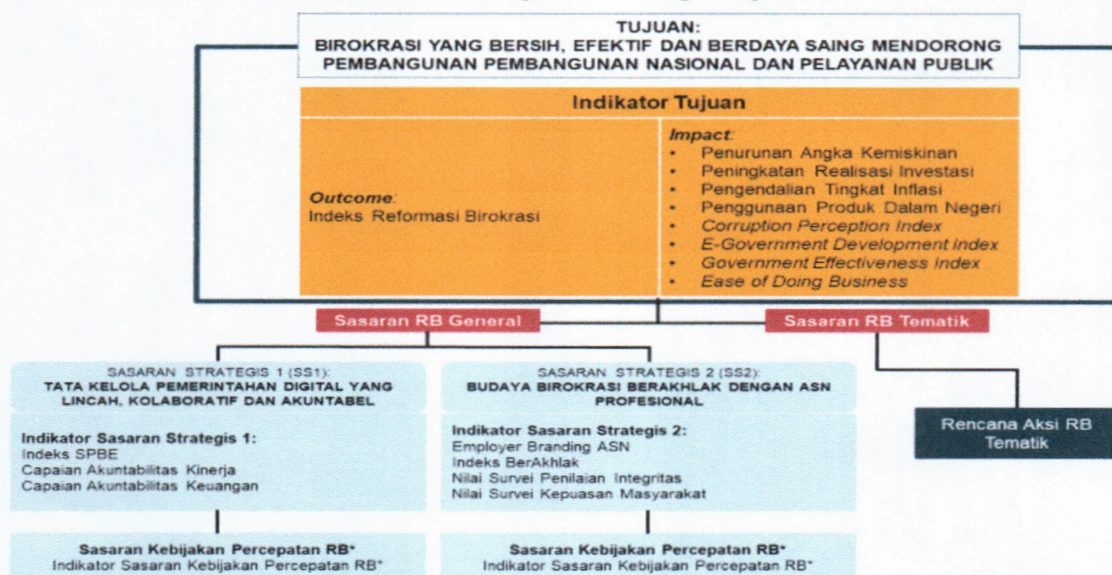 TUJUAN:
BIROKRASI YANG BERSIH, EFEKTIF DAN BERDAYA SAING MENDORONG
PEMBANGUNAN PEMBANGUNAN NASIONAL DAN PELAYANAN PUBLIK
Indikator Tujuan
Outcome:
Indeks Reformasi Birokrasi
Impact:
• Penurunan Angka Kemiskinan
• Peningkatan Realisasi Investasi
• Pengendalian Tingkat Inflasi
• Penggunaan Produk Dalam Negeri
• Corruption Perception Index
• E-Government Development Index
• Government Effectiveness Index
• Ease of Doing Business
Sasaran RB General
Sasaran RB Tematik
SASARAN STRATEGIS 1 (SS1):
TATA KELOLA PEMERINTAHAN DIGITAL YANG
LINCAH, KOLABORATIF DAN AKUNTABEL
Indikator Sasaran Strategis 1:
Indeks SPBE
Capaian Akuntabilitas Kinerja
Capaian Akuntabilitas Keuangan
Sasaran Kebijakan Percepatan RB*
Indikator Sasaran Kebijakan Percepatan RB*
SASARAN STRATEGIS 2 (SS2):
BUDAYA BIROKRASI BERAKHLAK DENGAN ASN
PROFESIONAL
Indikator Sasaran Strategis 2:
Employer Branding ASN
Indeks BerAkhlak
Nilai Survei Penilaian Integritas
Nilai Survei Kepuasan Masyarakat
Sasaran Kebijakan Percepatan RB*
Indikator Sasaran Kebijakan Percepatan RB*
Rencana Aksi RB
Tematik